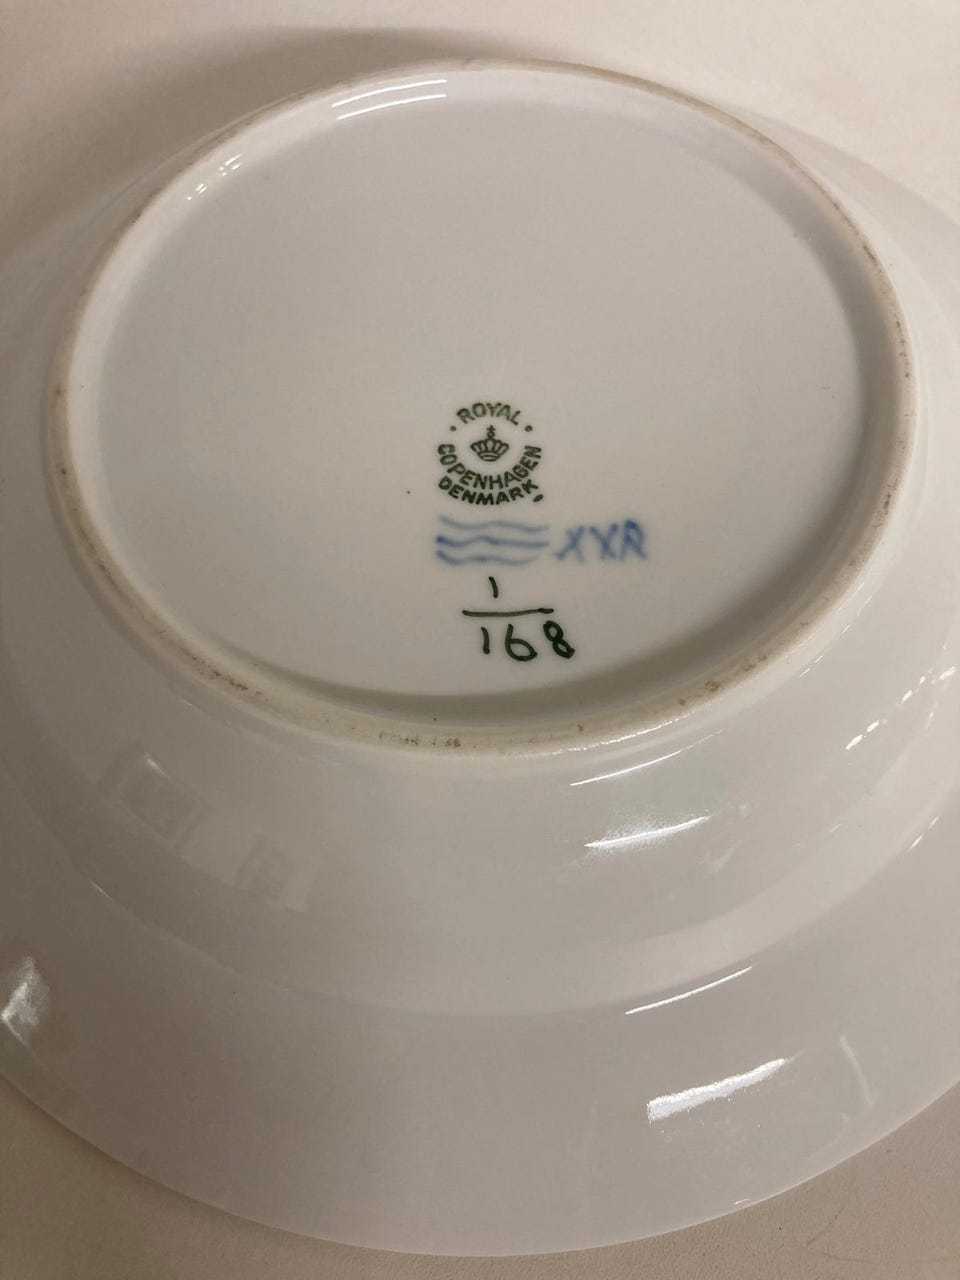 ROYAL
COPENHAGEN
DENMARK
XXR
1
168